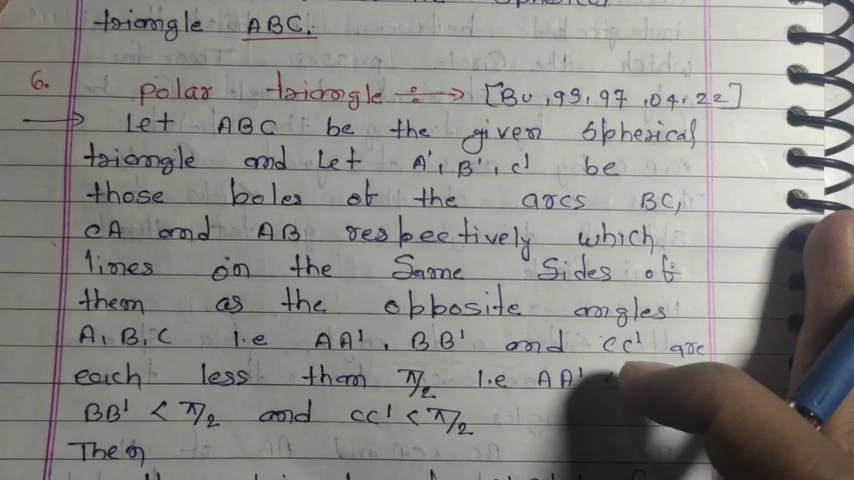 triangle ABC.
6. polar triangle ÷→ [BU, 93, 97, 04, 22]
→ Let ABC be the given Spherical
triangle and Let A', B', C' be
those boles of the arcs BC,
CA and AB respectively which
lines on the Same Sides of
them as the opposite angles
A, B, C i.e AA', BB' and CC' are
each less than π/2 i.e AA' <
BB' < π/2 and CC' < π/2
Then